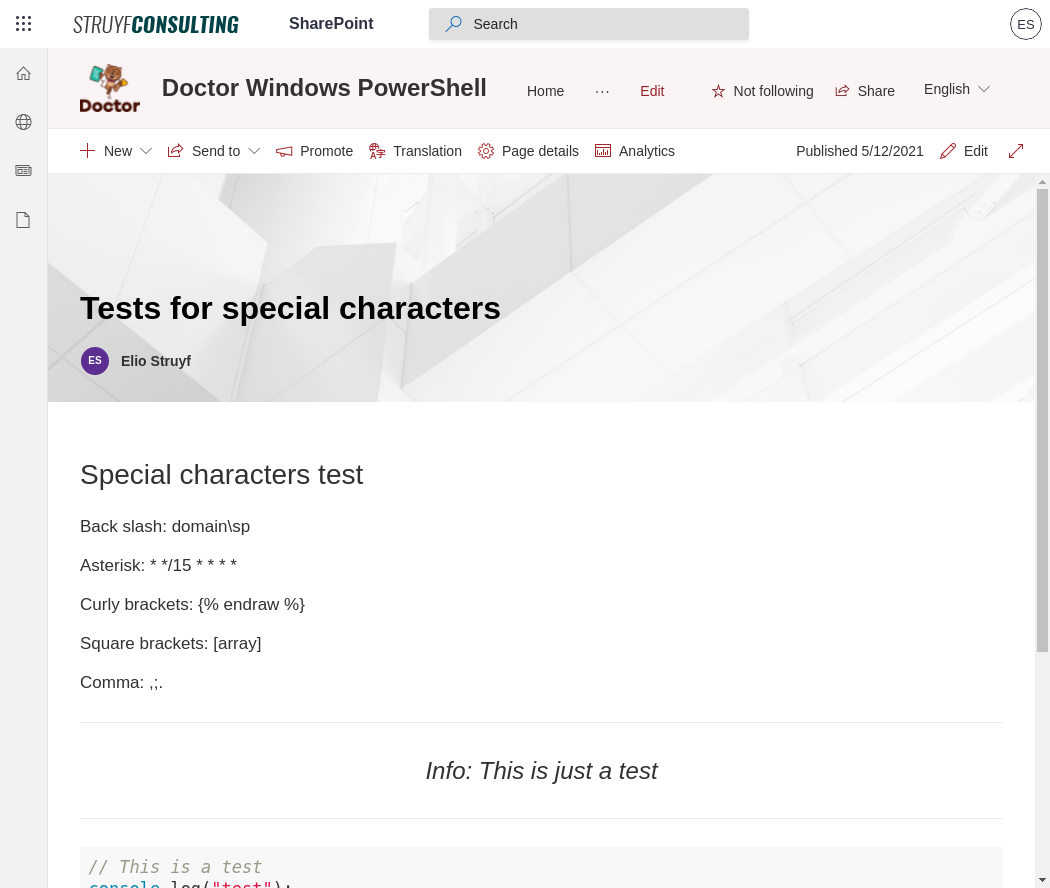 STRUYFCONSULTING SharePoint Search ES
Doctor Doctor Windows PowerShell Home ··· Edit Not following Share English
New Send to Promote Translation Page details Analytics Published 5/12/2021 Edit
Tests for special characters
ES Elio Struyf
Special characters test
Back slash: domain\sp
Asterisk: * */15 * * * *
Curly brackets: {% endraw %}
Square brackets: [array]
Comma: ,;.
Info: This is just a test
// This is a test
console.log("test");